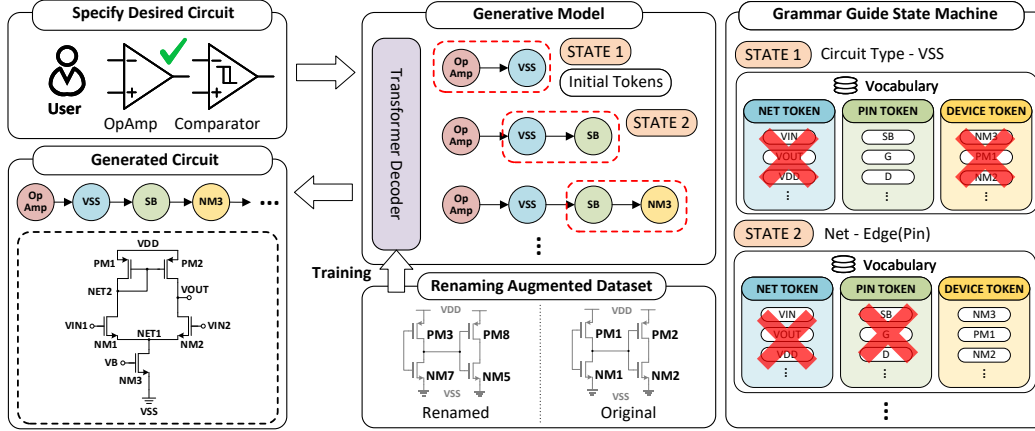 Specify Desired Circuit
User
OpAmp
Comparator
Generated Circuit
Op
Amp
VSS
SB
NM3
...
VDD
PM1
PM2
NET2
VOUT
VIN1
NET1
VIN2
NM1
NM2
VB
NM3
VSS
Generative Model
Transformer Decoder
Op
Amp
VSS
STATE 1
Initial Tokens
Op
Amp
VSS
SB
STATE 2
Op
Amp
VSS
SB
NM3
Training
Renaming Augmented Dataset
VDD
PM3
PM8
NM7
NM5
VSS
Renamed
VDD
PM1
PM2
NM1
NM2
VSS
Original
Grammar Guide State Machine
STATE 1
Circuit Type - VSS
Vocabulary
NET TOKEN
PIN TOKEN
DEVICE TOKEN
VIN
SB
NM3
VOUT
G
PM1
VDD
D
NM2
STATE 2
Net - Edge(Pin)
Vocabulary
NET TOKEN
PIN TOKEN
DEVICE TOKEN
VIN
SB
NM3
VOUT
G
PM1
VDD
D
NM2